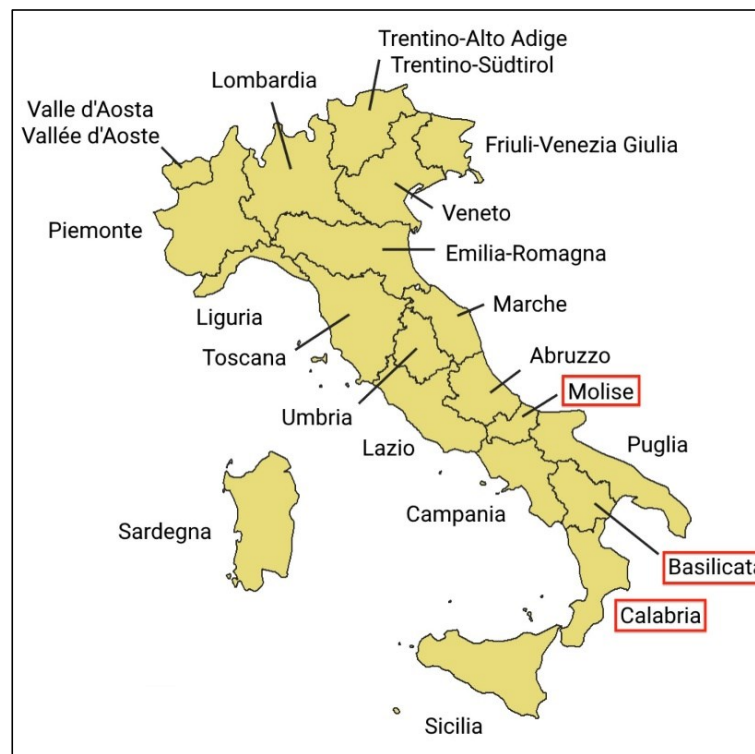 Trentino-Alto Adige
Trentino-Südtirol
Lombardia
Valle d'Aosta
Vallée d'Aoste
Friuli-Venezia Giulia
Veneto
Piemonte
Emilia-Romagna
Marche
Liguria
Toscana
Abruzzo
Molise
Umbria
Lazio
Puglia
Campania
Sardegna
Basilicata
Calabria
Sicilia